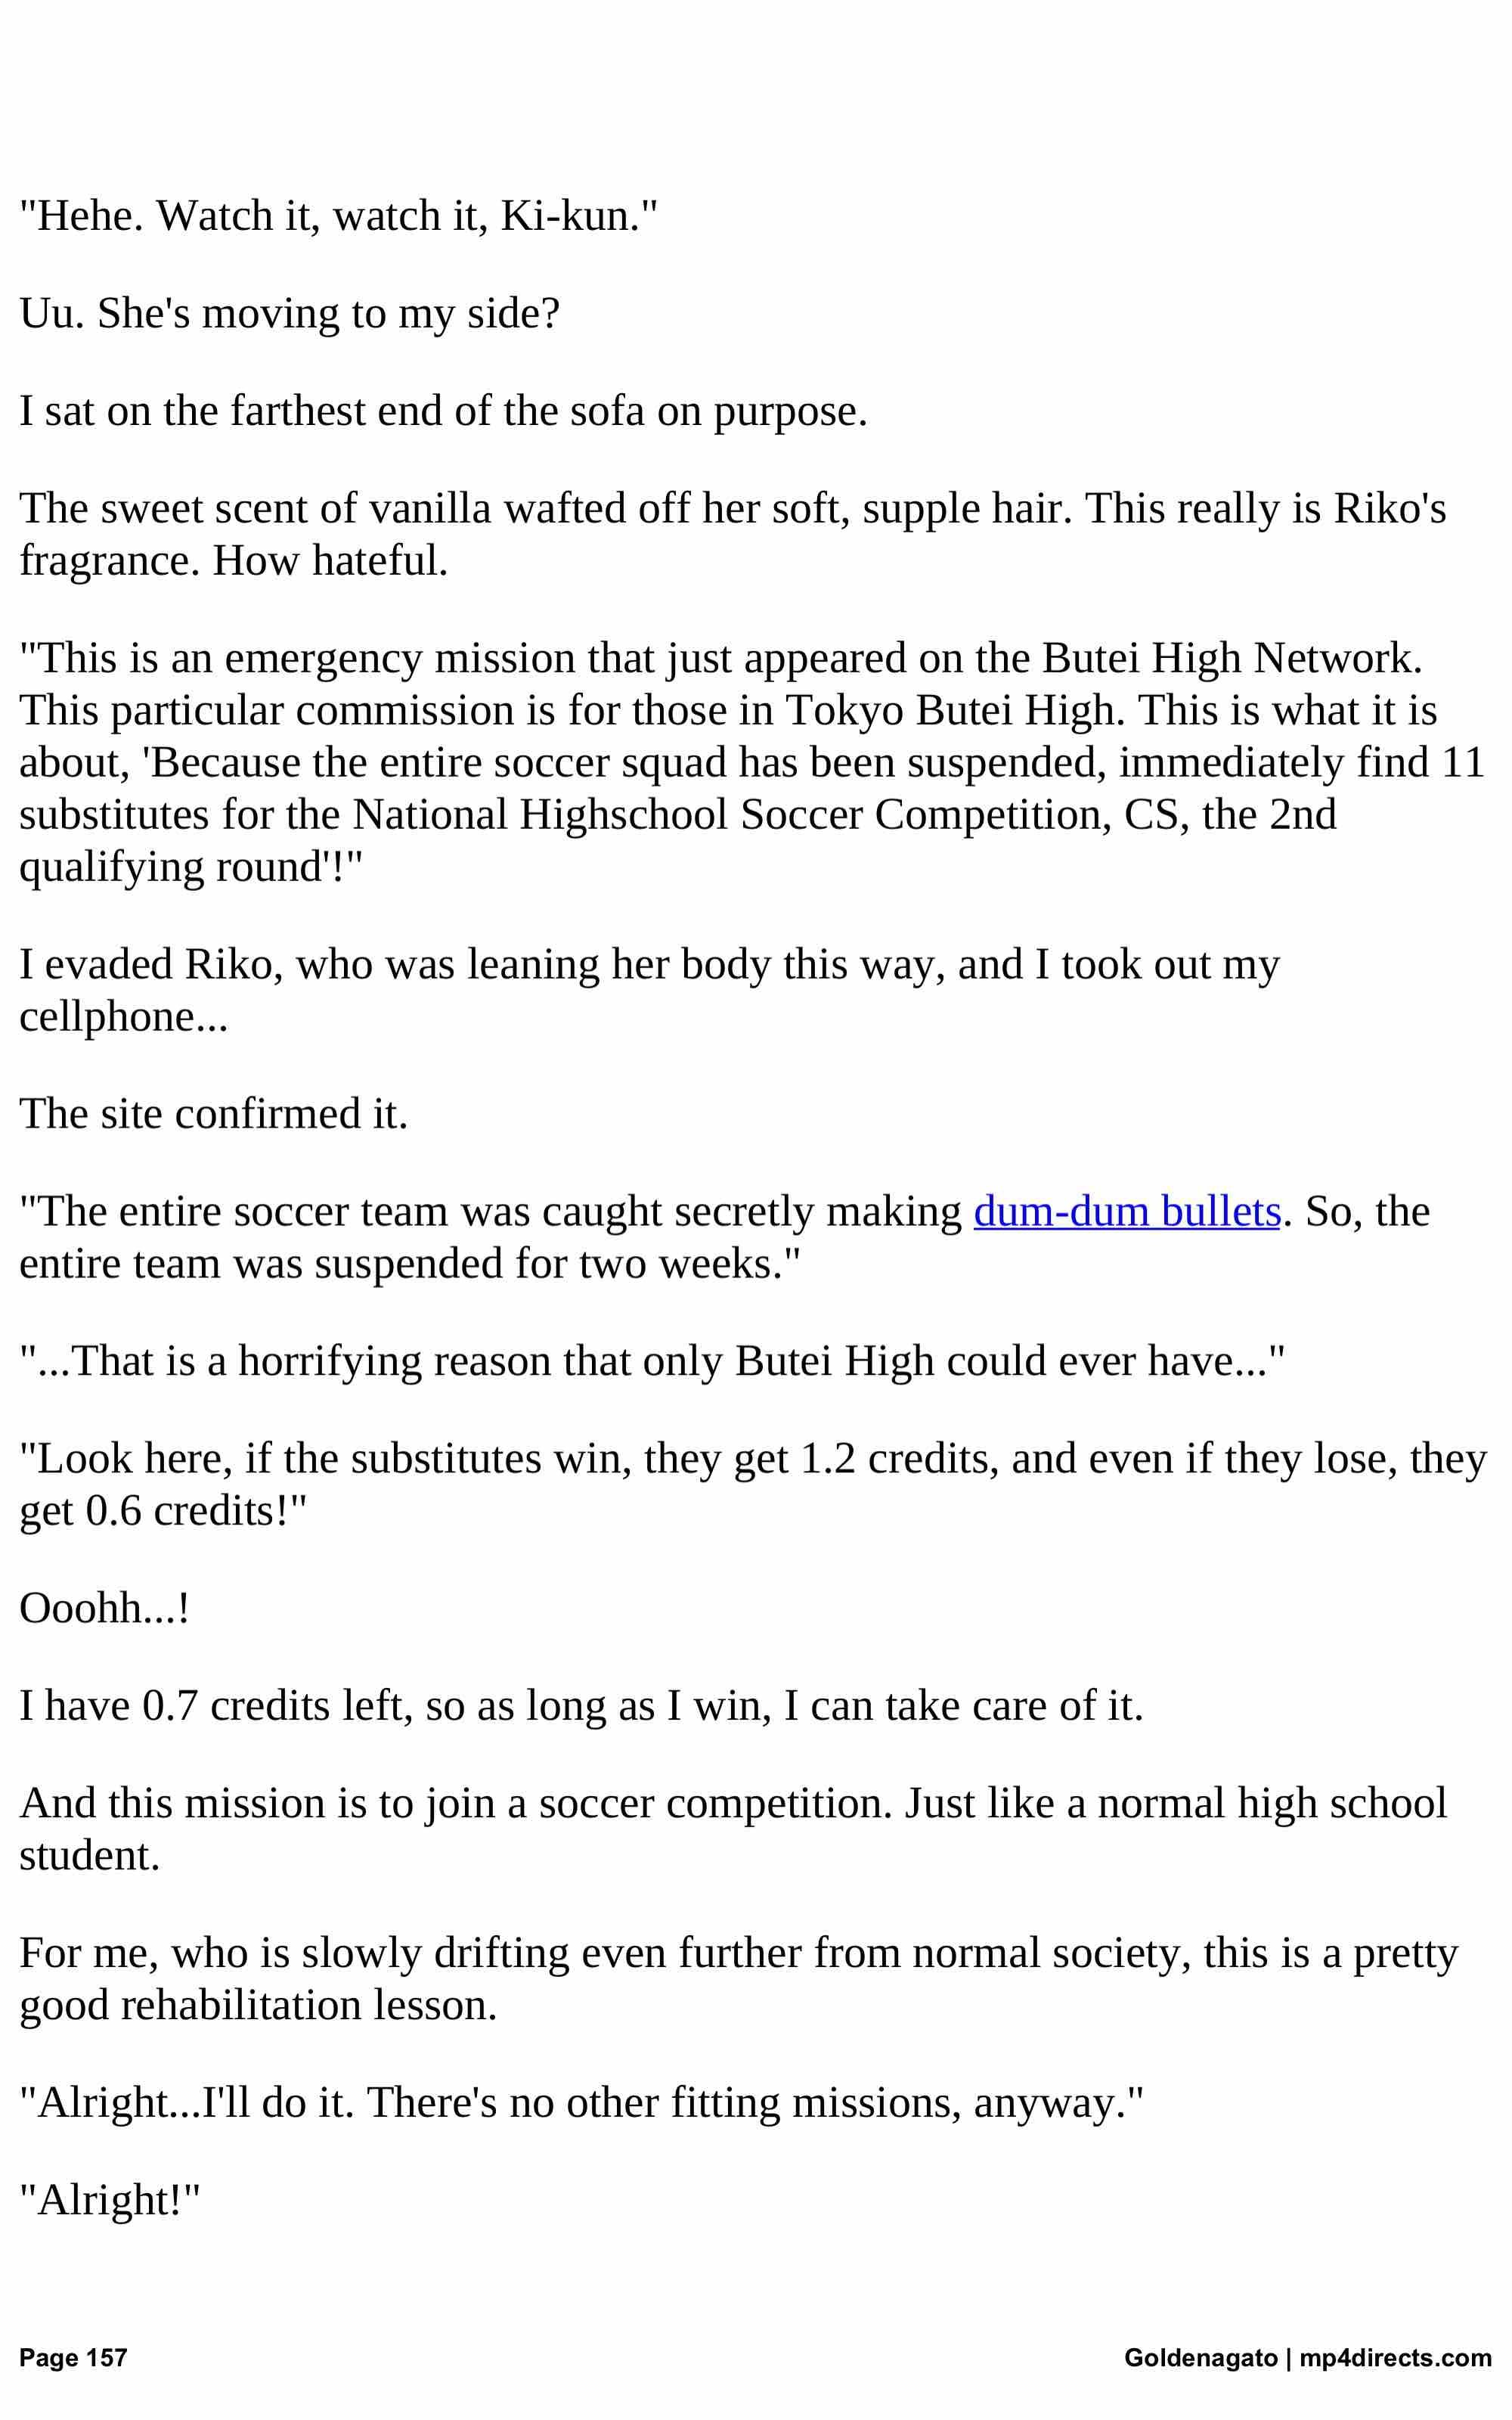 "Hehe. Watch it, watch it, Ki-kun."
Uu. She's moving to my side?
I sat on the farthest end of the sofa on purpose.
The sweet scent of vanilla wafted off her soft, supple hair. This really is Riko's
fragrance. How hateful.
"This is an emergency mission that just appeared on the Butei High Network.
This particular commission is for those in Tokyo Butei High. This is what it is
about, 'Because the entire soccer squad has been suspended, immediately find 11
substitutes for the National Highschool Soccer Competition, CS, the 2nd
qualifying round'!"
I evaded Riko, who was leaning her body this way, and I took out my
cellphone...
The site confirmed it.
"The entire soccer team was caught secretly making dum-dum bullets. So, the
entire team was suspended for two weeks."
"...That is a horrifying reason that only Butei High could ever have..."
"Look here, if the substitutes win, they get 1.2 credits, and even if they lose, they
get 0.6 credits!"
Ooohh...!
I have 0.7 credits left, so as long as I win, I can take care of it.
And this mission is to join a soccer competition. Just like a normal high school
student.
For me, who is slowly drifting even further from normal society, this is a pretty
good rehabilitation lesson.
"Alright...I'll do it. There's no other fitting missions, anyway."
"Alright!"
Page 157
Goldenagato | mp4directs.com